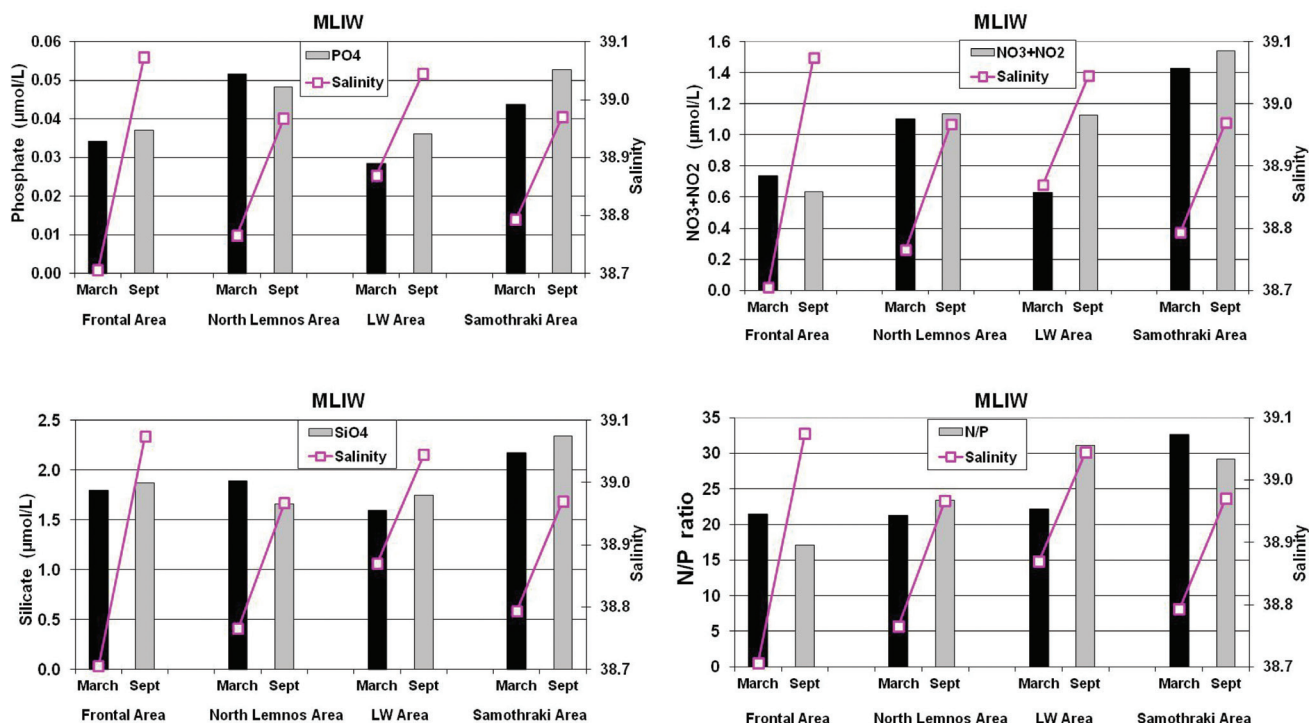 MLIW
0.06
0.05
0.04
0.03
0.02
0.01
0.00
Phosphate (µmol/L)
PO4
Salinity
39.1
39.0
38.9
38.8
38.7
Salinity
March Sept March Sept March Sept March Sept
Frontal Area North Lemnos Area LW Area Samothraki Area
MLIW
1.6
1.4
1.2
1.0
0.8
0.6
0.4
0.2
0.0
NO3+NO2 (µmol/L)
NO3+NO2
Salinity
39.1
39.0
38.9
38.8
38.7
Salinity
March Sept March Sept March Sept March Sept
Frontal Area North Lemnos Area LW Area Samothraki Area
MLIW
2.5
2.0
1.5
1.0
0.5
0.0
Silicate (µmol/L)
SiO4
Salinity
39.1
39.0
38.9
38.8
38.7
Salinity
March Sept March Sept March Sept March Sept
Frontal Area North Lemnos Area LW Area Samothraki Area
MLIW
35
30
25
20
15
10
5
0
N/P ratio
N/P
Salinity
39.1
39.0
38.9
38.8
38.7
Salinity
March Sept March Sept March Sept March Sept
Frontal Area North Lemnos Area LW Area Samothraki Area